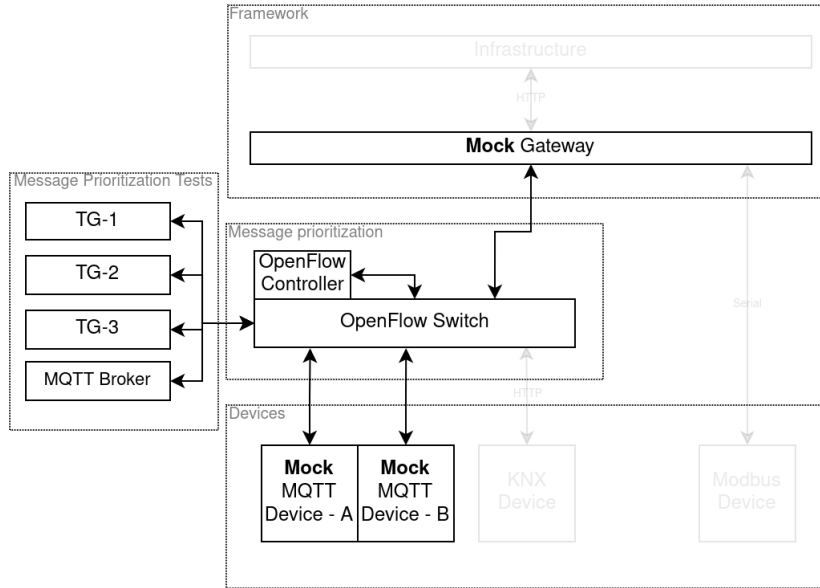 Framework
Infrastructure
HTTP
Mock Gateway
Message Prioritization Tests
TG-1
TG-2
TG-3
MQTT Broker
Message prioritization
OpenFlow
Controller
OpenFlow Switch
HTTP
Serial
Devices
Mock
MQTT
Device - A
Mock
MQTT
Device - B
KNX
Device
Modbus
Device